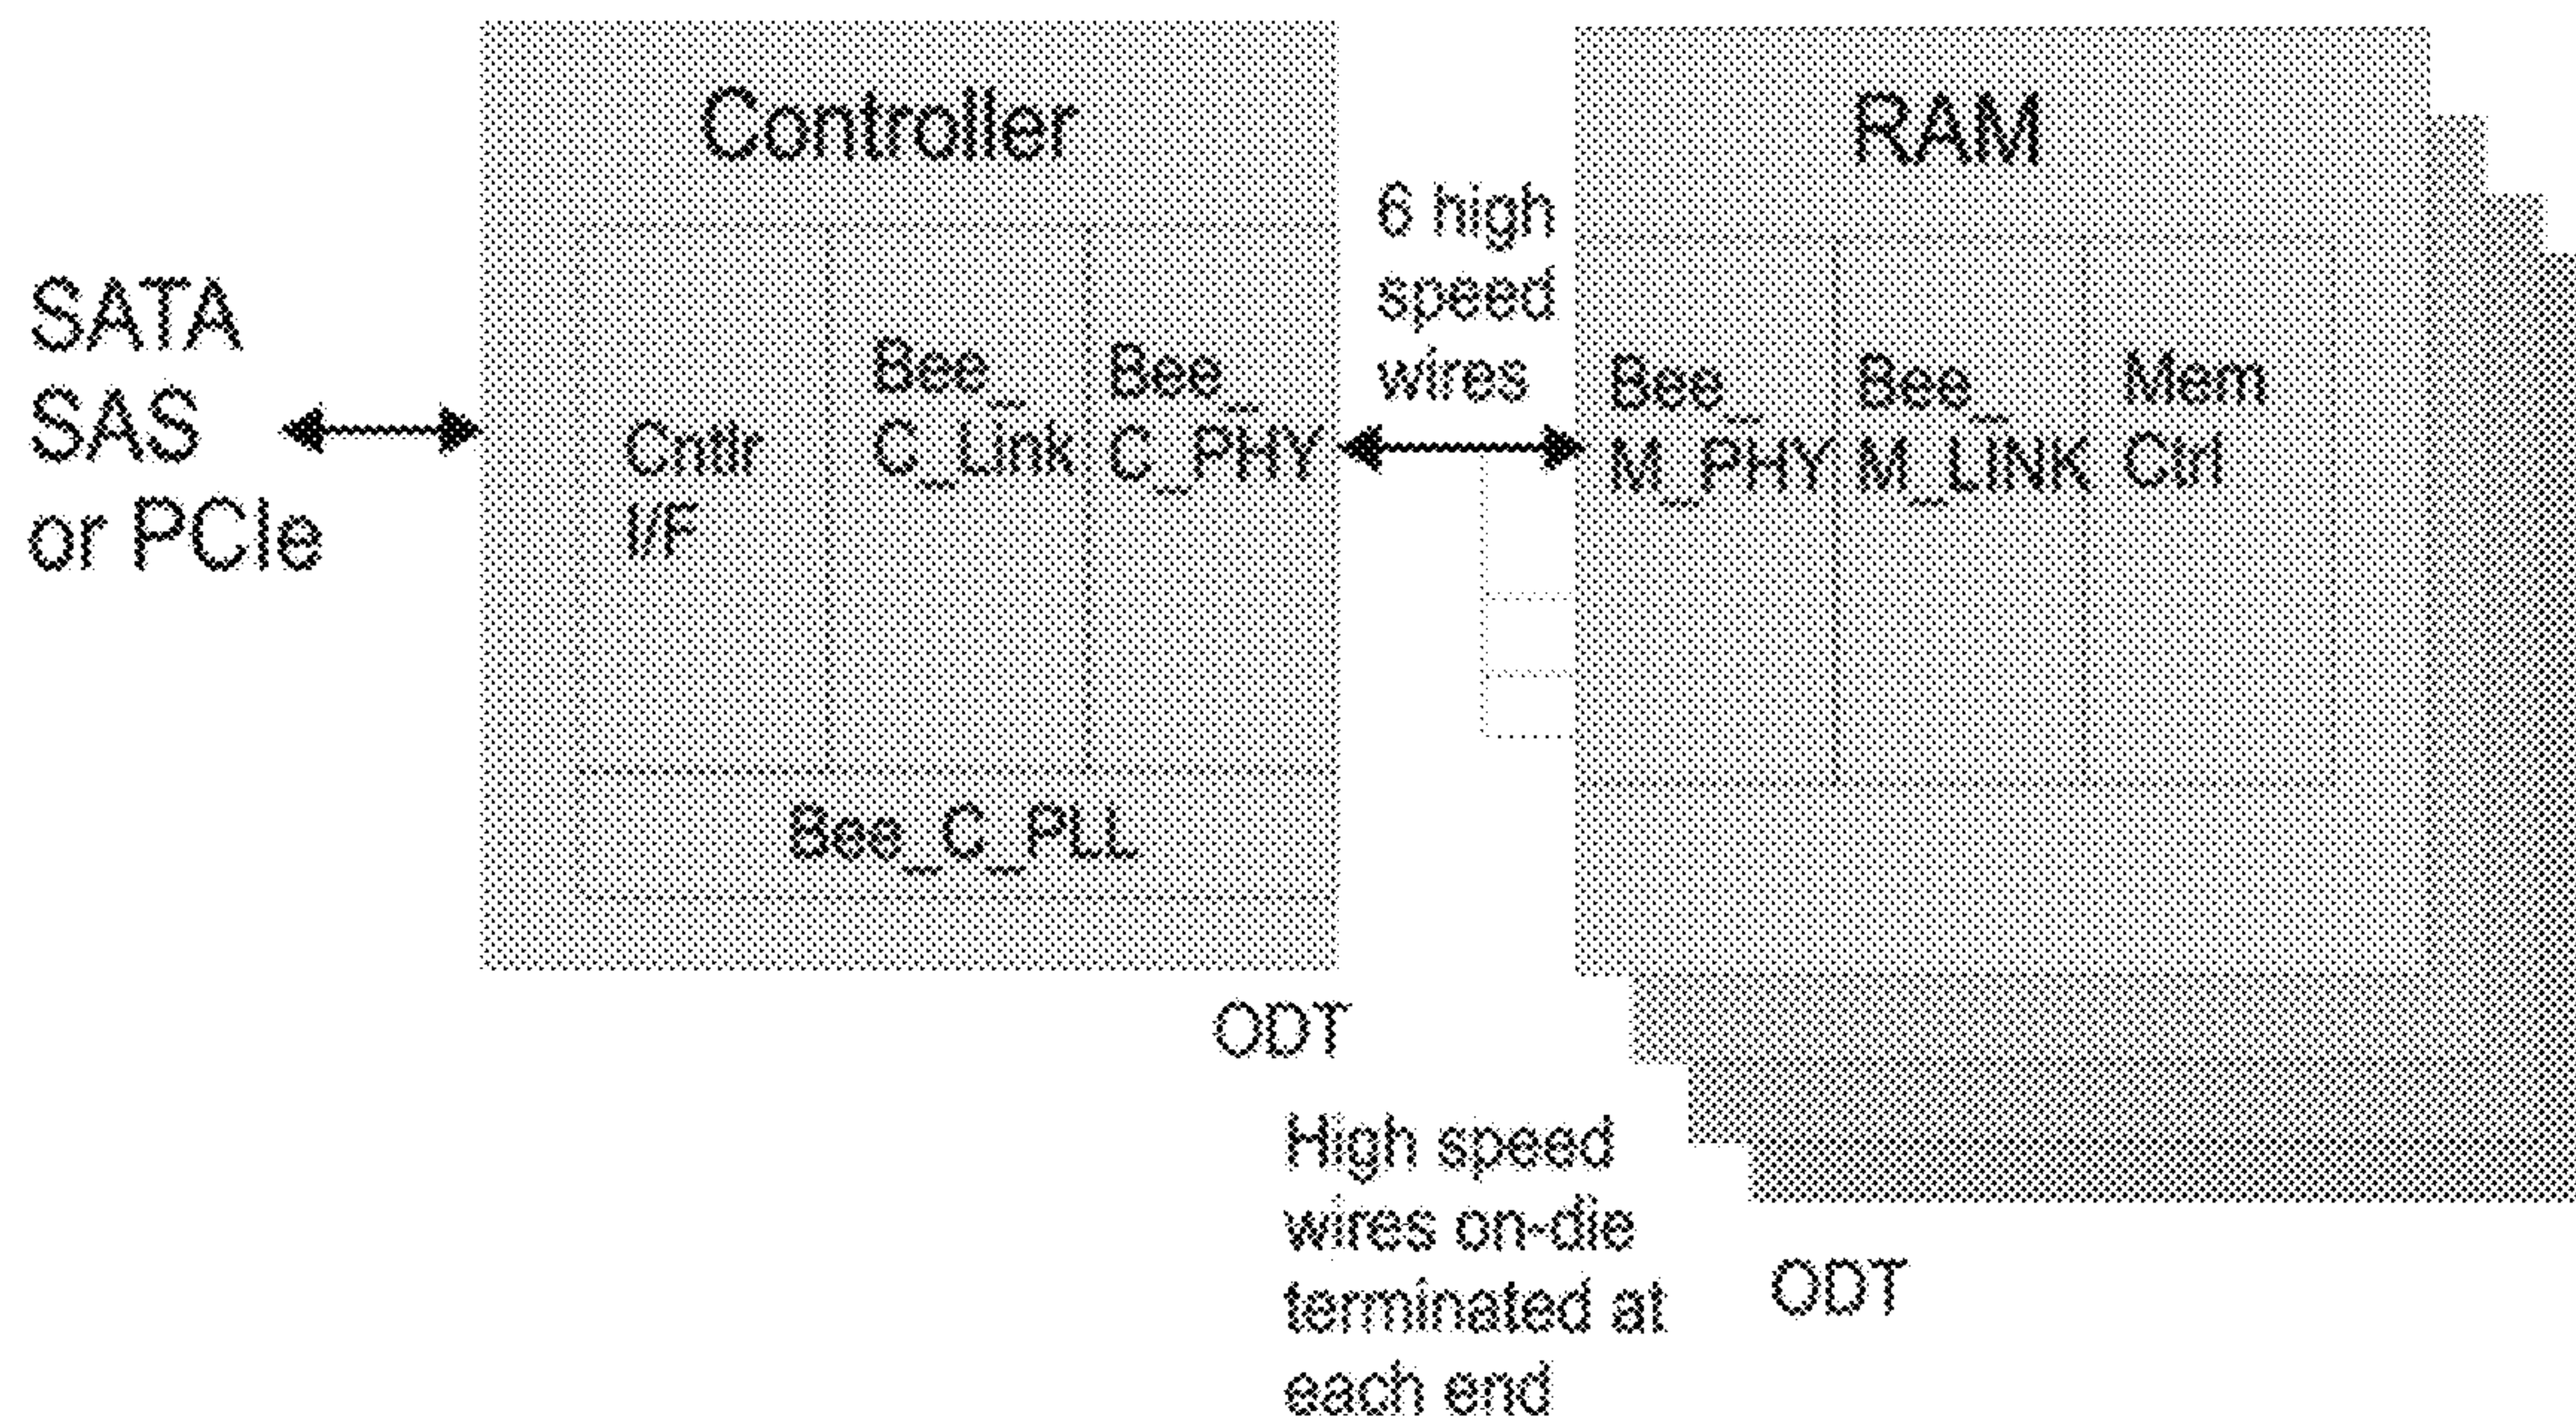 Controller
RAM
6 high
speed
wires
SATA
SAS
or PCIe
Cntlr
I/F
Bee_
C_Link
Bee_
C_PHY
Bee_
M_PHY
Bee_
M_LINK
Mem
Ctrl
Bee_C_PLL
ODT
High speed
wires on-die
terminated at
each end
ODT